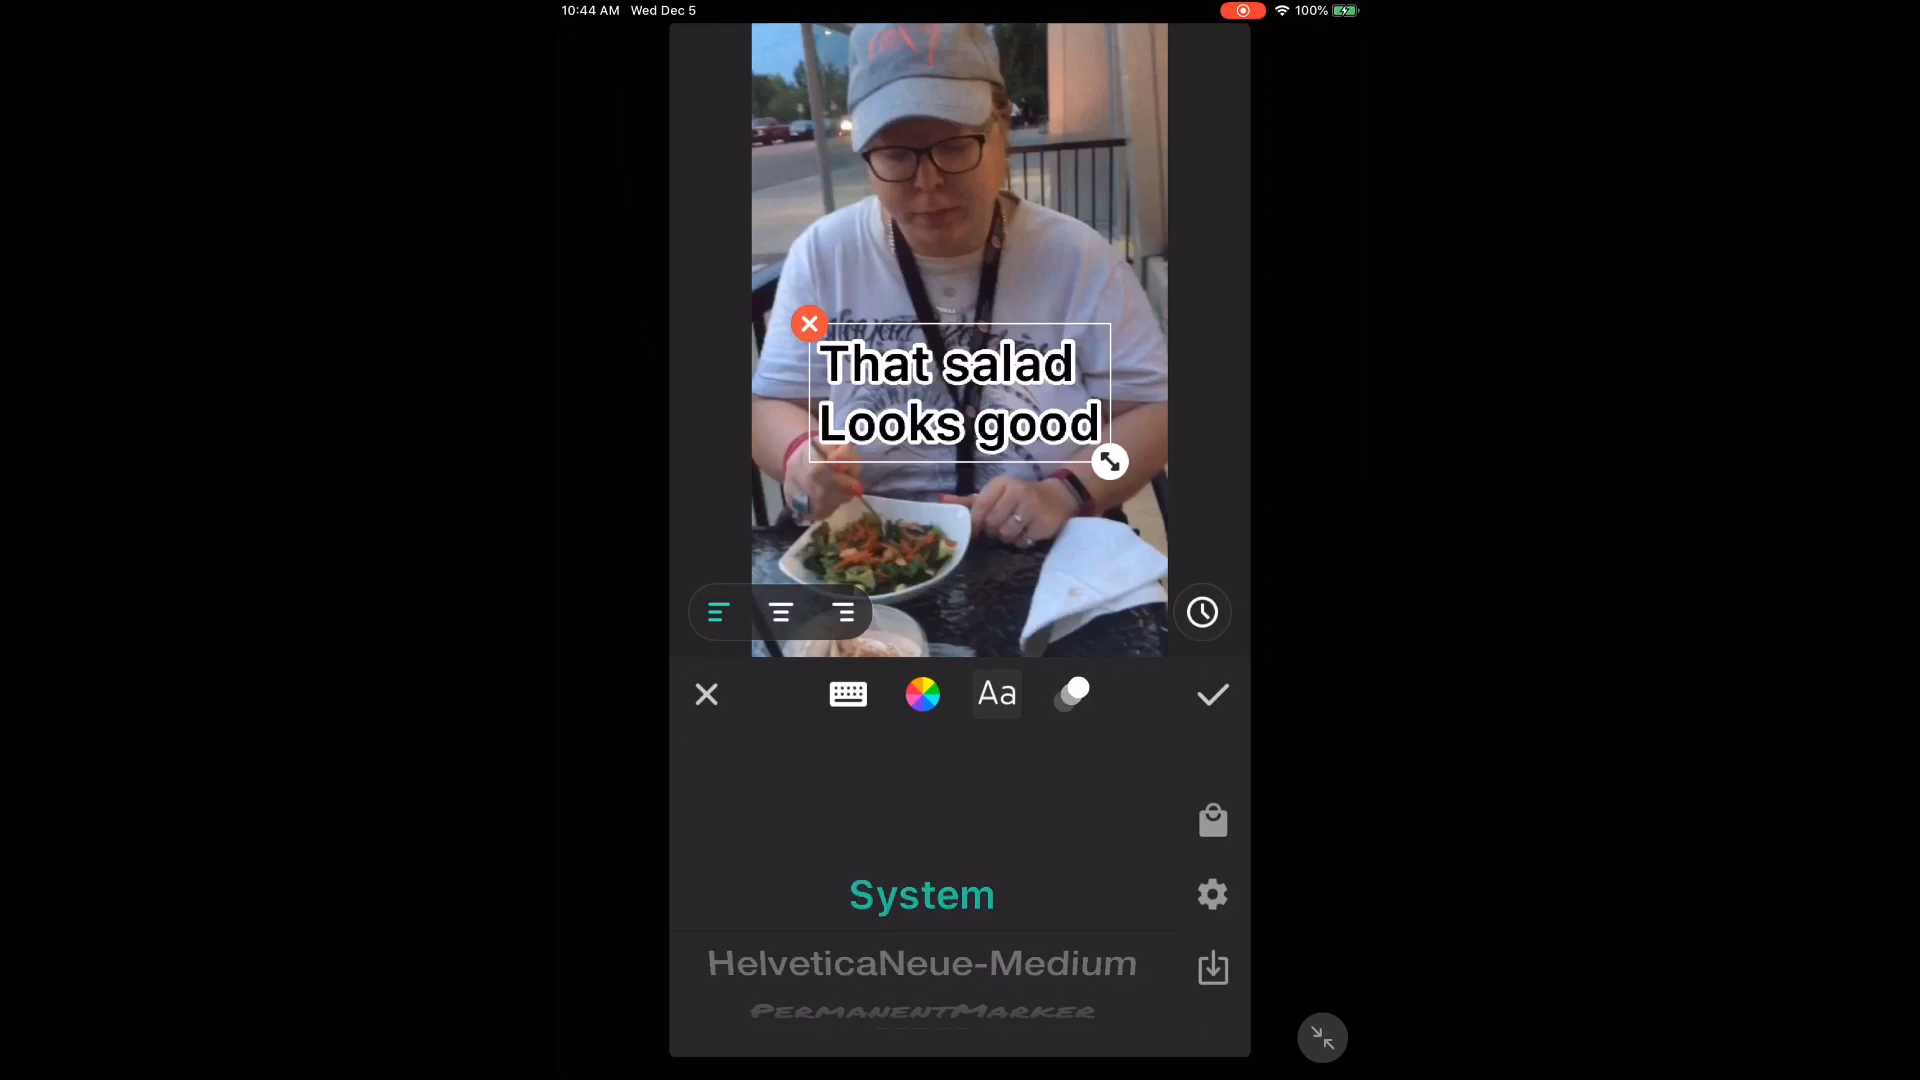 10:44 AM Wed Dec 5
100%
That salad
Looks good
Aa
System
HelveticaNeue-Medium
PERMANENTMARKER